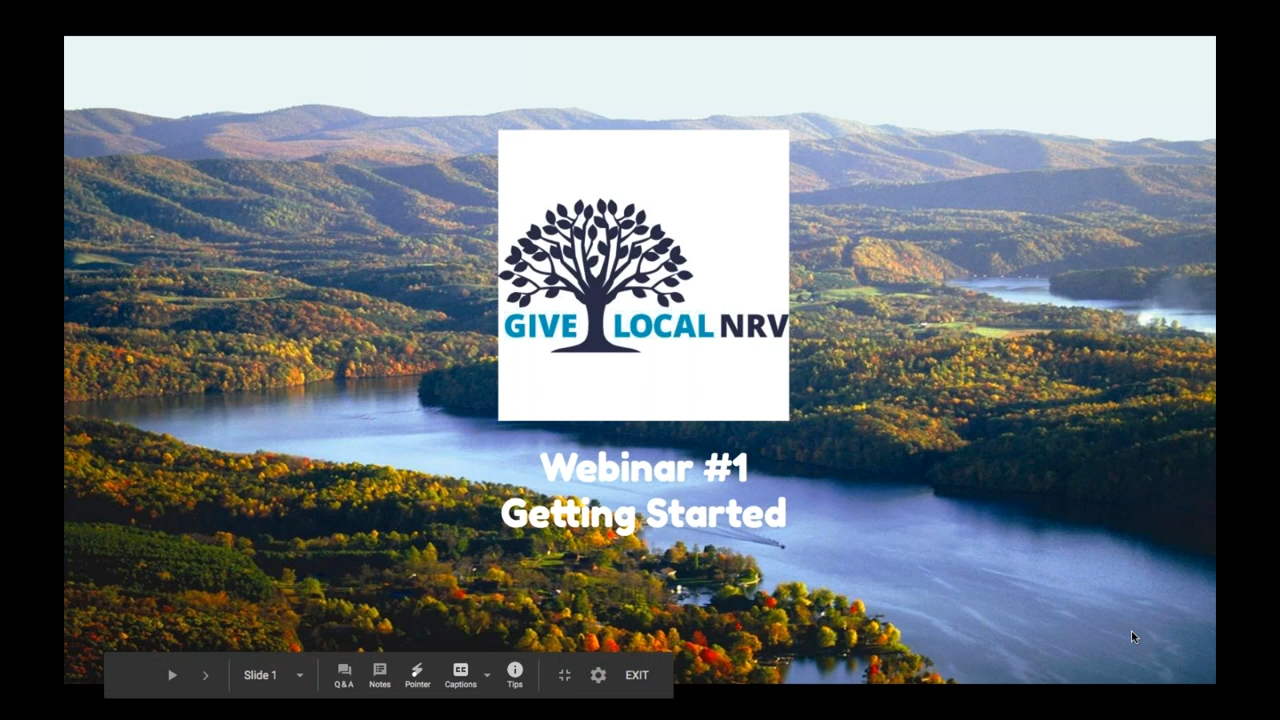 GIVE LOCAL NRV
Webinar #1
Getting Started
Slide 1
Q & A
Notes
Pointer
CC
Captions
Tips
EXIT